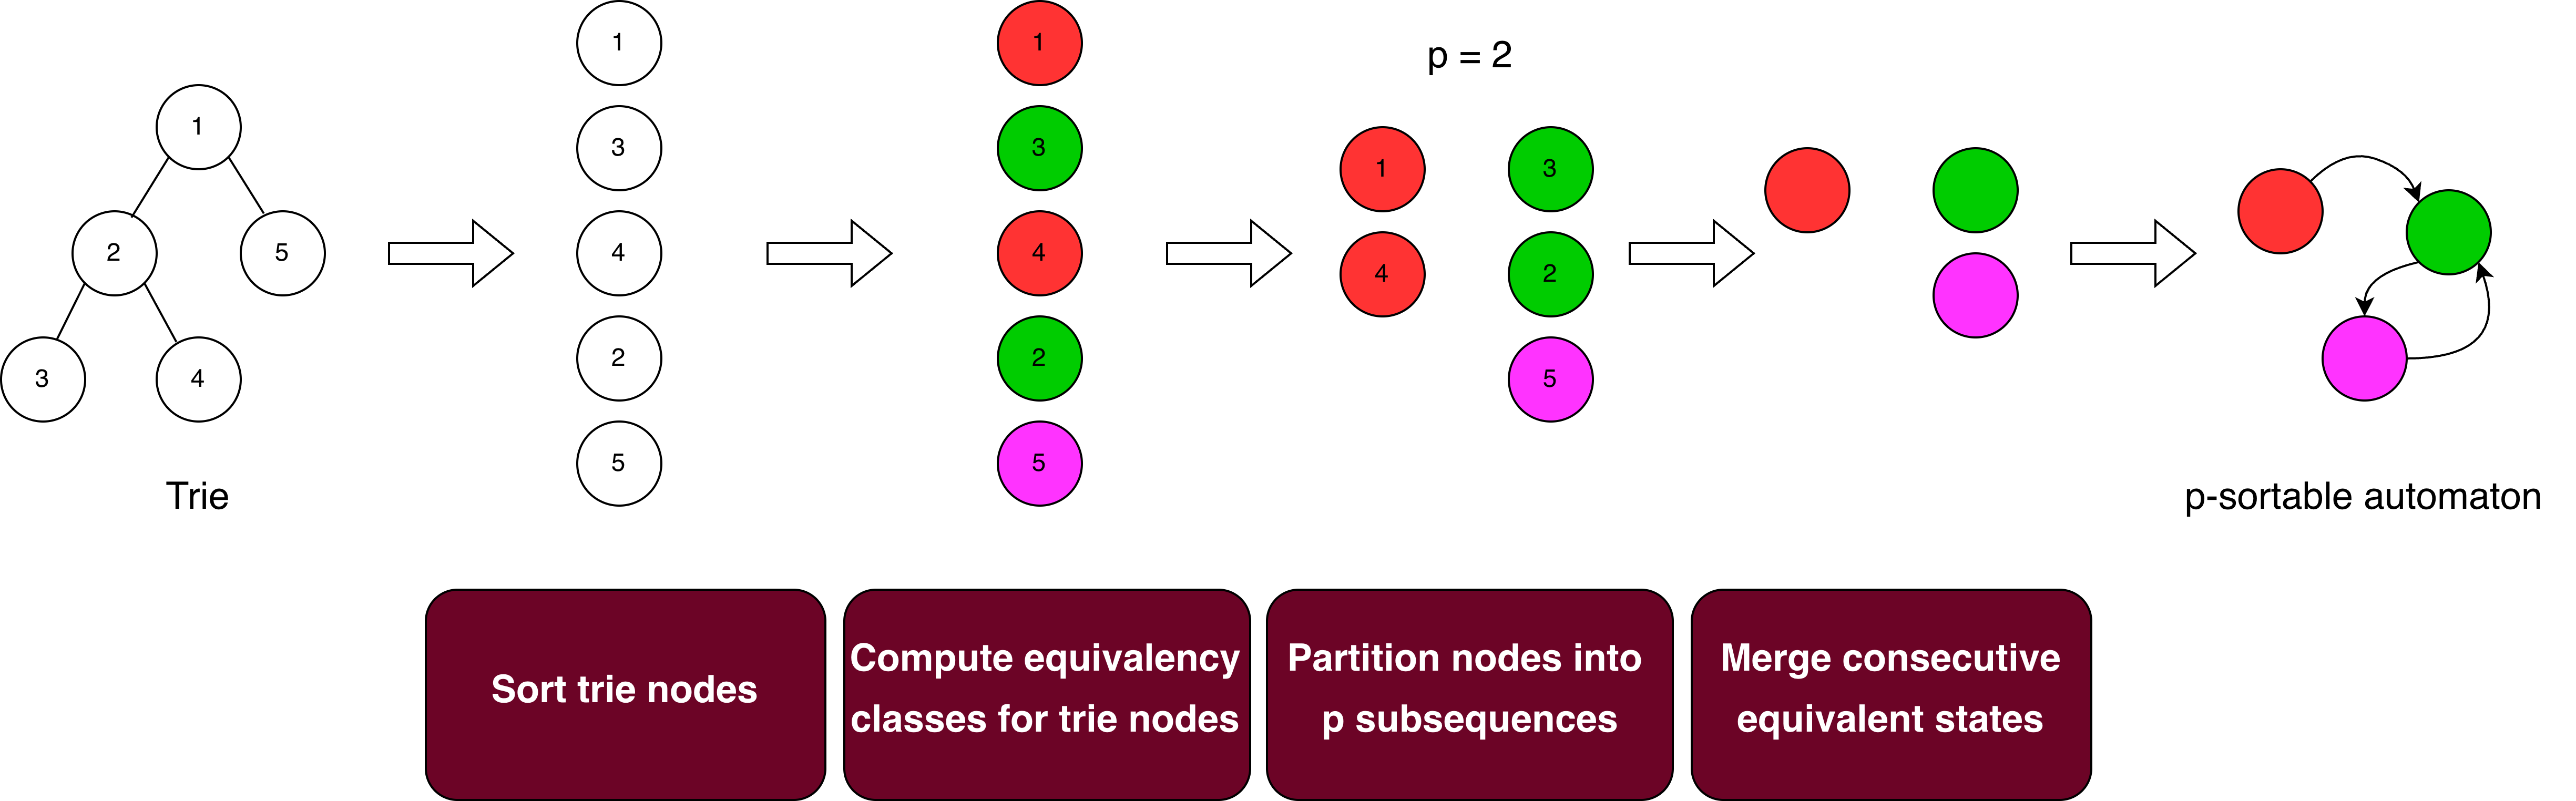 p = 2
1
2
5
3
4
Trie
1
3
4
2
5
1
3
4
2
5
1
4
3
2
5
p-sortable automaton
Sort trie nodes
Compute equivalency
classes for trie nodes
Partition nodes into
p subsequences
Merge consecutive
equivalent states